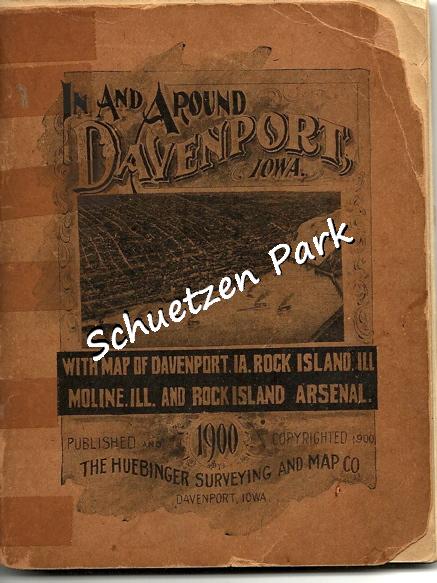 In And Around
Davenport,
Iowa.
Schuetzen Park
With Map of Davenport, Ia. Rock Island, Ill
Moline, Ill. and Rock Island Arsenal.
Published and 1900 Copyrighted 1900
by
The Huebinger Surveying and Map Co
Davenport, Iowa.